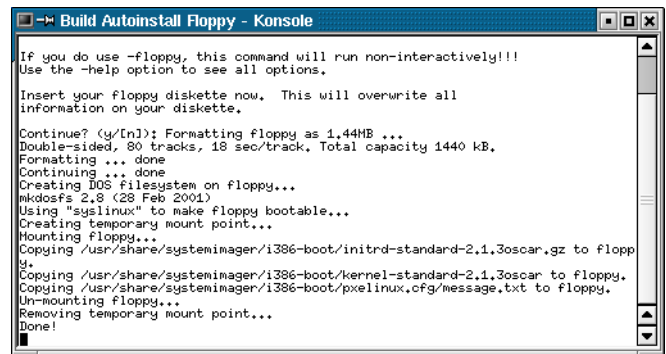 Build Autoinstall Floppy - Konsole
If you do use -floppy, this command will run non-interactively!!!
Use the -help option to see all options.
Insert your floppy diskette now.  This will overwrite all
information on your diskette.
Continue? (y/[n]): Formatting floppy as 1.44MB ...
Double-sided, 80 tracks, 18 sec/track. Total capacity 1440 kB.
Formatting ... done
Continuing ... done
Creating DOS filesystem on floppy...
mkdosfs 2.8 (28 Feb 2001)
Using "syslinux" to make floppy bootable...
Creating temporary mount point...
Mounting floppy...
Copying /usr/share/systemimager/i386-boot/initrd-standard-2.1.3oscar.gz to flopp
y.
Copying /usr/share/systemimager/i386-boot/kernel-standard-2.1.3oscar to floppy.
Copying /usr/share/systemimager/i386-boot/pxelinux.cfg/message.txt to floppy.
Un-mounting floppy...
Removing temporary mount point...
Done!